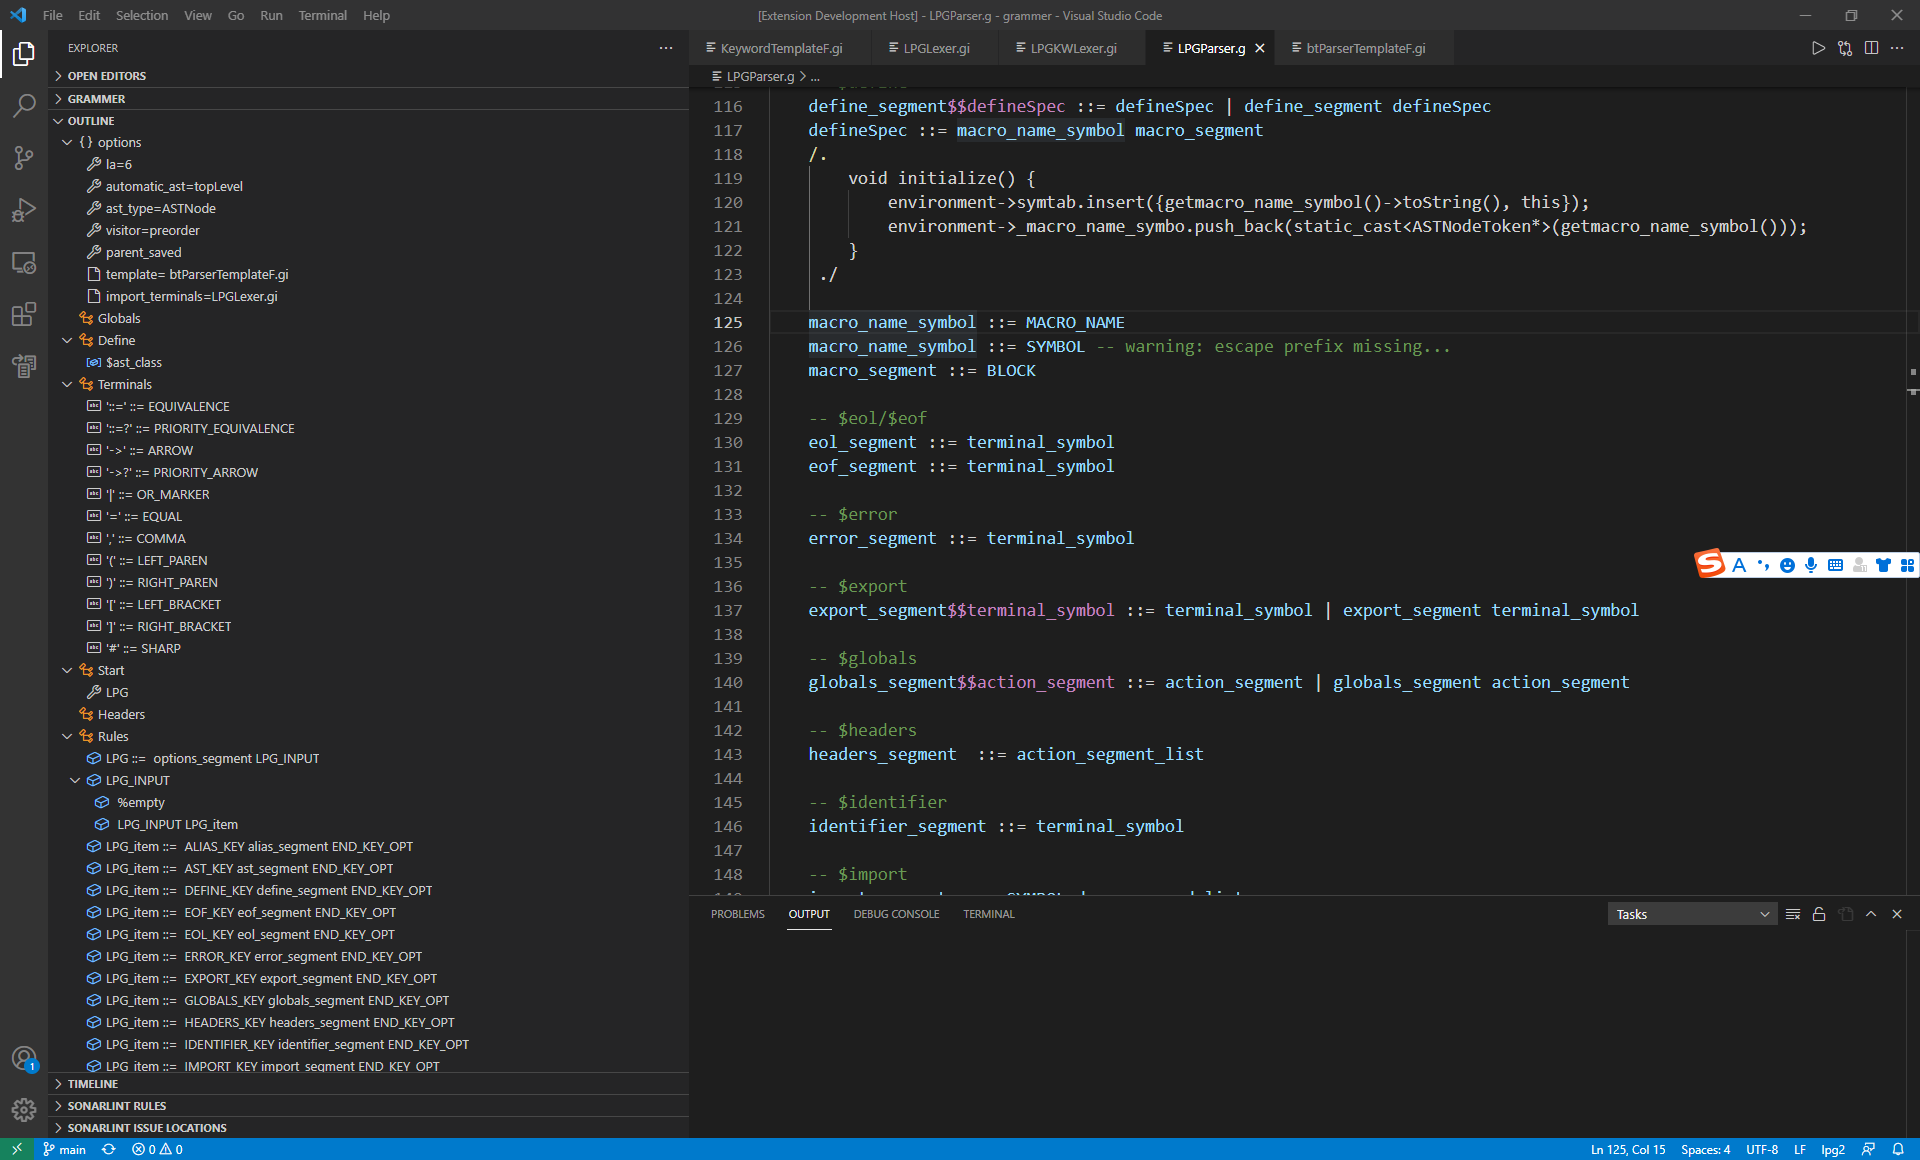 File Edit Selection View Go Run Terminal Help
[Extension Development Host] - LPGParser.g - grammer - Visual Studio Code
EXPLORER
OPEN EDITORS
GRAMMER
OUTLINE
{} options
la=6
automatic_ast=topLevel
ast_type=ASTNode
visitor=preorder
parent_saved
template= btParserTemplateF.gi
import_terminals=LPGLexer.gi
Globals
Define
$ast_class
Terminals
'::=' ::= EQUIVALENCE
'::=?' ::= PRIORITY_EQUIVALENCE
'->' ::= ARROW
'->?' ::= PRIORITY_ARROW
'|' ::= OR_MARKER
'=' ::= EQUAL
',' ::= COMMA
'(' ::= LEFT_PAREN
')' ::= RIGHT_PAREN
'[' ::= LEFT_BRACKET
']' ::= RIGHT_BRACKET
'#' ::= SHARP
Start
LPG
Headers
Rules
LPG ::= options_segment LPG_INPUT
LPG_INPUT
%empty
LPG_INPUT LPG_item
LPG_item ::= ALIAS_KEY alias_segment END_KEY_OPT
LPG_item ::= AST_KEY ast_segment END_KEY_OPT
LPG_item ::= DEFINE_KEY define_segment END_KEY_OPT
LPG_item ::= EOF_KEY eof_segment END_KEY_OPT
LPG_item ::= EOL_KEY eol_segment END_KEY_OPT
LPG_item ::= ERROR_KEY error_segment END_KEY_OPT
LPG_item ::= EXPORT_KEY export_segment END_KEY_OPT
LPG_item ::= GLOBALS_KEY globals_segment END_KEY_OPT
LPG_item ::= HEADERS_KEY headers_segment END_KEY_OPT
LPG_item ::= IDENTIFIER_KEY identifier_segment END_KEY_OPT
LPG_item ::= IMPORT_KEY import_segment END_KEY_OPT
TIMELINE
SONARLINT RULES
SONARLINT ISSUE LOCATIONS
KeywordTemplateF.gi LPGLexer.gi LPGKWLexer.gi LPGParser.g btParserTemplateF.gi
LPGParser.g > ...
116 define_segment$$defineSpec ::= defineSpec | define_segment defineSpec
117 defineSpec ::= macro_name_symbol macro_segment
118 /.
119 void initialize() {
120 environment->symtab.insert({getmacro_name_symbol()->toString(), this});
121 environment->_macro_name_symbo.push_back(static_cast<ASTNodeToken*>(getmacro_name_symbol()));
122 }
123 ./
124
125 macro_name_symbol ::= MACRO_NAME
126 macro_name_symbol ::= SYMBOL -- warning: escape prefix missing...
127 macro_segment ::= BLOCK
128
129 -- $eol/$eof
130 eol_segment ::= terminal_symbol
131 eof_segment ::= terminal_symbol
132
133 -- $error
134 error_segment ::= terminal_symbol
135
136 -- $export
137 export_segment$$terminal_symbol ::= terminal_symbol | export_segment terminal_symbol
138
139 -- $globals
140 globals_segment$$action_segment ::= action_segment | globals_segment action_segment
141
142 -- $headers
143 headers_segment ::= action_segment_list
144
145 -- $identifier
146 identifier_segment ::= terminal_symbol
147
148 -- $import
PROBLEMS OUTPUT DEBUG CONSOLE TERMINAL
Tasks
S A
1
main 0 0
Ln 125, Col 15 Spaces: 4 UTF-8 LF lpg2